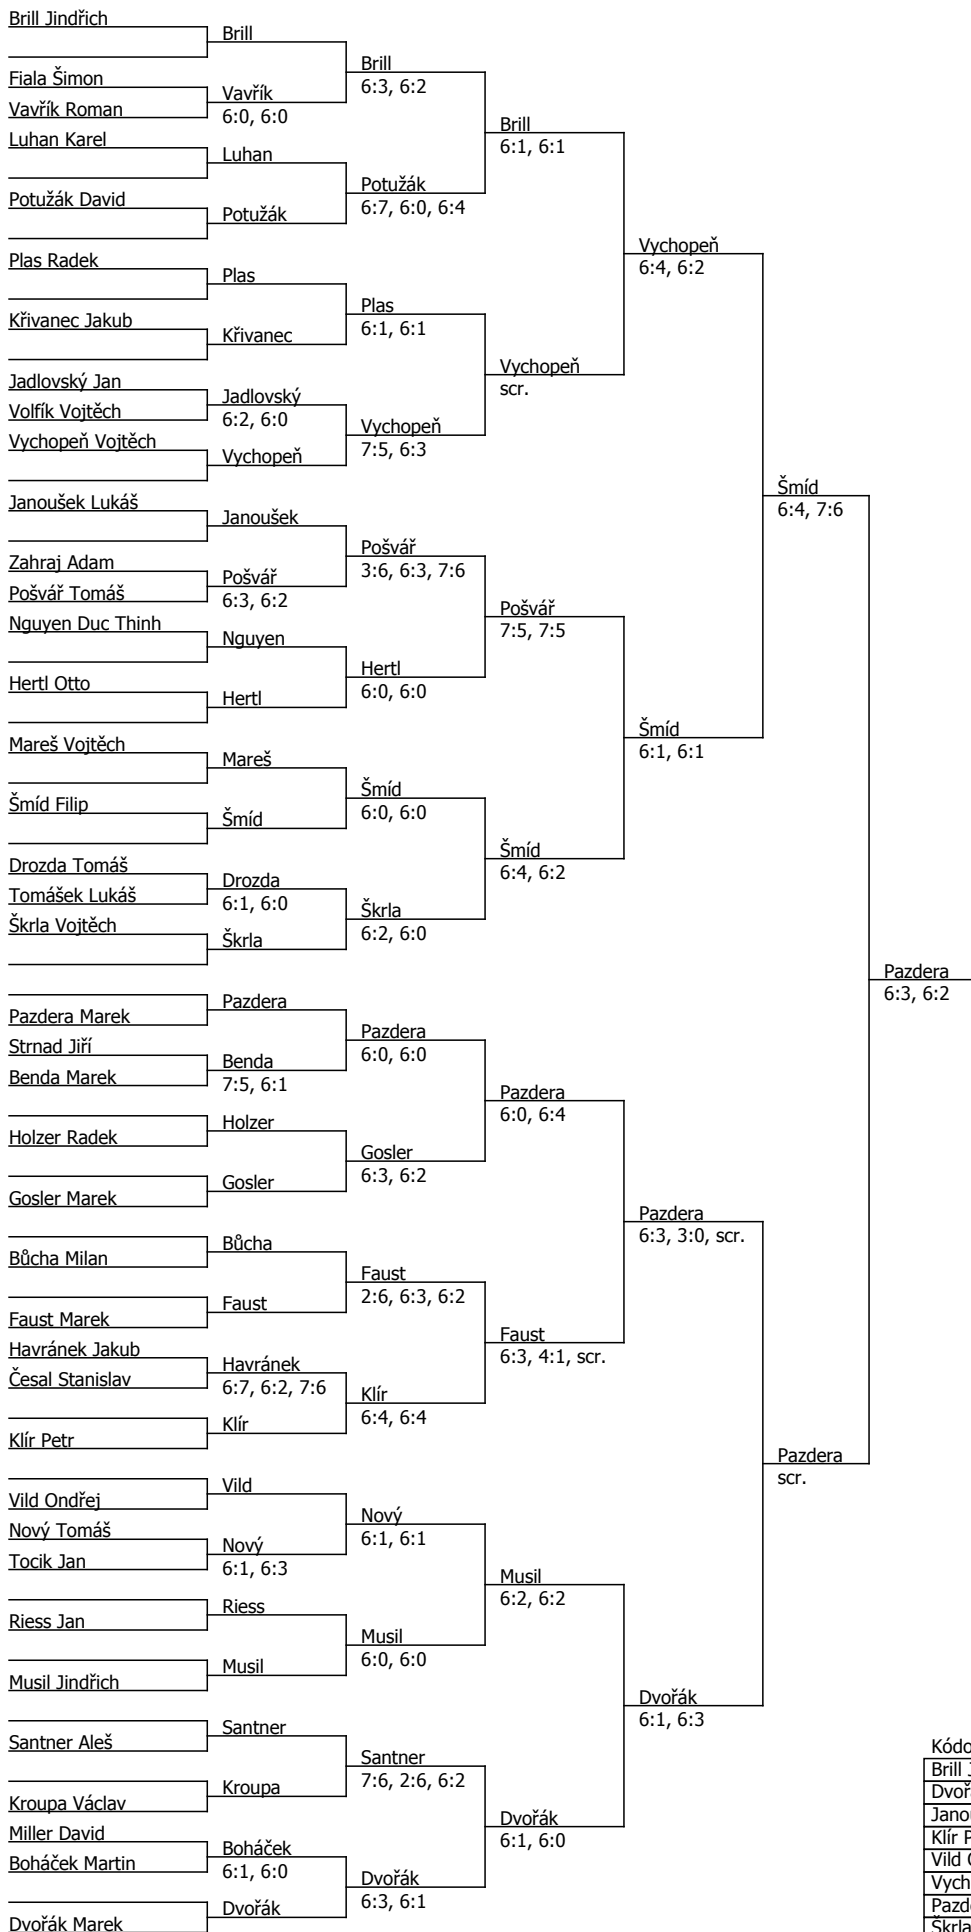 Brill Jindřich
Fiala Šimon
Vavřík Roman
Luhan Karel
Potužák David
Plas Radek
Křivanec Jakub
Jadlovský Jan
Volfík Vojtěch
Vychopeň Vojtěch
Janoušek Lukáš
Zahraj Adam
Pošvář Tomáš
Nguyen Duc Thinh
Hertl Otto
Mareš Vojtěch
Šmíd Filip
Drozda Tomáš
Tomášek Lukáš
Škrla Vojtěch
Pazdera Marek
Strnad Jiří
Benda Marek
Holzer Radek
Gosler Marek
Bůcha Milan
Faust Marek
Havránek Jakub
Česal Stanislav
Klír Petr
Vild Ondřej
Nový Tomáš
Tocik Jan
Riess Jan
Musil Jindřich
Santner Aleš
Kroupa Václav
Miller David
Boháček Martin
Dvořák Marek
Brill
Vavřík
6:0, 6:0
Luhan
Potužák
Plas
Křivanec
Jadlovský
6:2, 6:0
Vychopeň
Janoušek
Pošvář
6:3, 6:2
Nguyen
Hertl
Mareš
Šmíd
Drozda
6:1, 6:0
Škrla
Pazdera
Benda
7:5, 6:1
Holzer
Gosler
Bůcha
Faust
Havránek
6:7, 6:2, 7:6
Klír
Vild
Nový
6:1, 6:3
Riess
Musil
Santner
Kroupa
Boháček
6:1, 6:0
Dvořák
Brill
6:3, 6:2
Potužák
6:7, 6:0, 6:4
Plas
6:1, 6:1
Vychopeň
7:5, 6:3
Pošvář
3:6, 6:3, 7:6
Hertl
6:0, 6:0
Šmíd
6:0, 6:0
Škrla
6:2, 6:0
Pazdera
6:0, 6:0
Gosler
6:3, 6:2
Faust
2:6, 6:3, 6:2
Klír
6:4, 6:4
Nový
6:1, 6:1
Musil
6:0, 6:0
Santner
7:6, 2:6, 6:2
Dvořák
6:3, 6:1
Brill
6:1, 6:1
Vychopeň
scr.
Pošvář
7:5, 7:5
Šmíd
6:4, 6:2
Pazdera
6:0, 6:4
Faust
6:3, 4:1, scr.
Musil
6:2, 6:2
Dvořák
6:1, 6:0
Vychopeň
6:4, 6:2
Šmíd
6:1, 6:1
Pazdera
6:3, 3:0, scr.
Dvořák
6:1, 6:3
Šmíd
6:4, 7:6
Pazdera
scr.
Pazdera
6:3, 6:2
Brill
Klír
Vild
Škrla